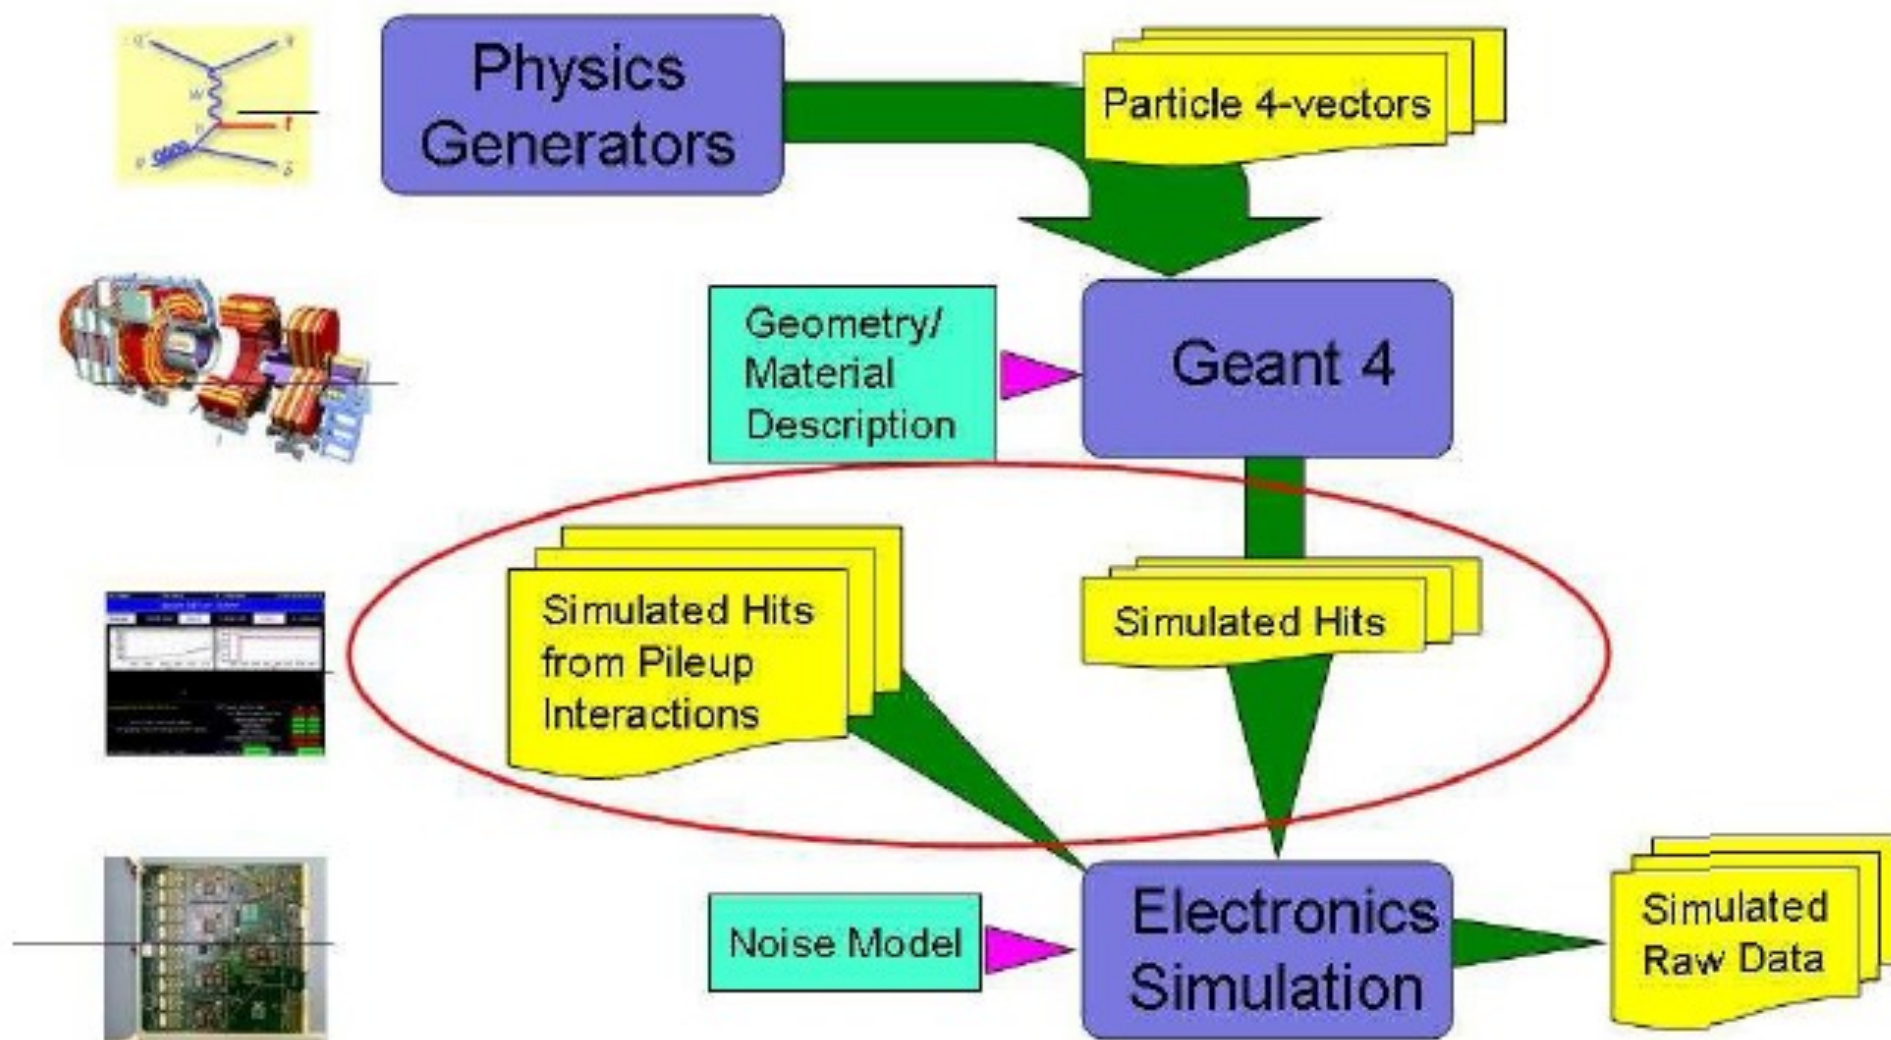 Physics
Generators
Particle 4-vectors
Geometry/
Material
Description
Geant 4
Simulated Hits
from Pileup
Interactions
Simulated Hits
Noise Model
Electronics
Simulation
Simulated
Raw Data